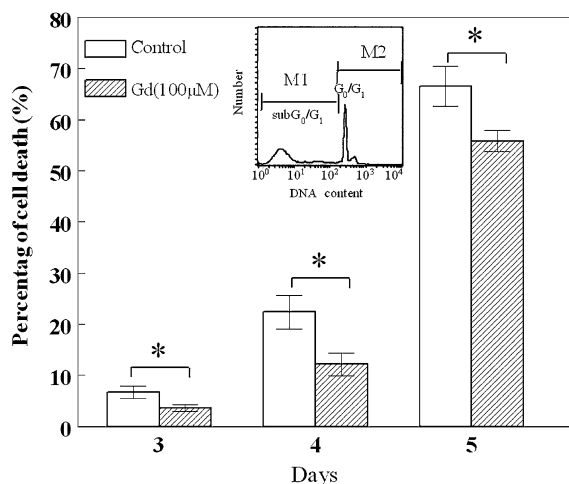 Percentag of cell death (%)
80
70
60
50
40
30
20
10
0
Control
Gd(100μM)
Number
M1
M2
subG0/G1
G0/G1
10^0 10^1 10^2 10^3 10^4
DNA content
*
*
*
3 4 5
Days